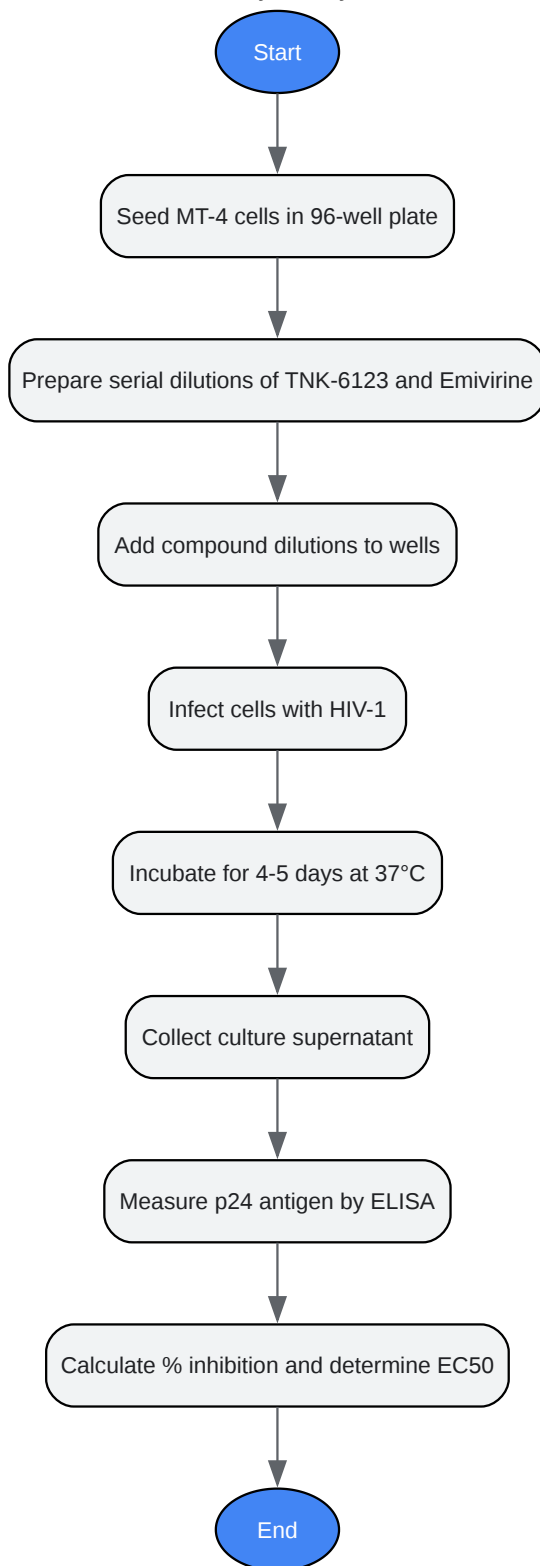 Start
Seed MT-4 cells in 96-well plate
Prepare serial dilutions of TNK-6123 and Emivirine
Add compound dilutions to wells
Infect cells with HIV-1
Incubate for 4-5 days at 37°C
Collect culture supernatant
Measure p24 antigen by ELISA
Calculate % inhibition and determine EC50
End